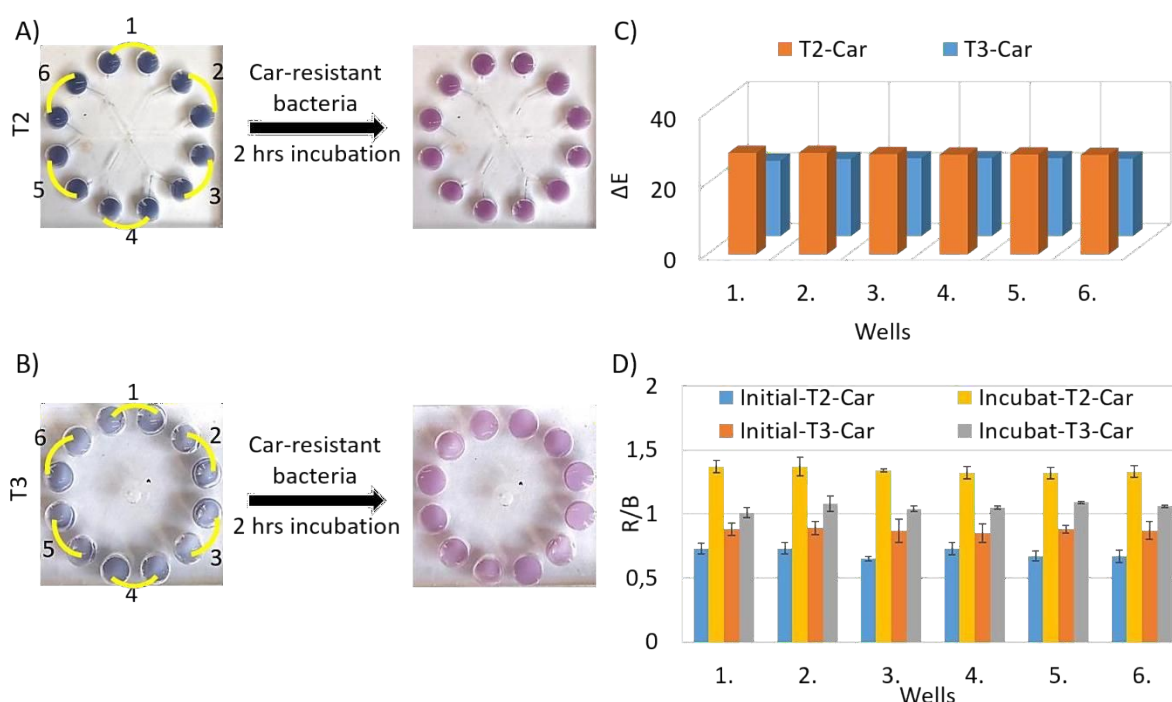 A)
T2
1
2
3
4
5
6
Car-resistant
bacteria
2 hrs incubation
B)
T3
1
2
3
4
5
6
Car-resistant
bacteria
2 hrs incubation
C)
T2-Car
T3-Car
ΔE
40
20
0
1.
2.
3.
4.
5.
6.
Wells
D)
R/B
2
1,5
1
0,5
0
Initial-T2-Car
Incubat-T2-Car
Initial-T3-Car
Incubat-T3-Car
1.
2.
3.
4.
5.
6.
Wells